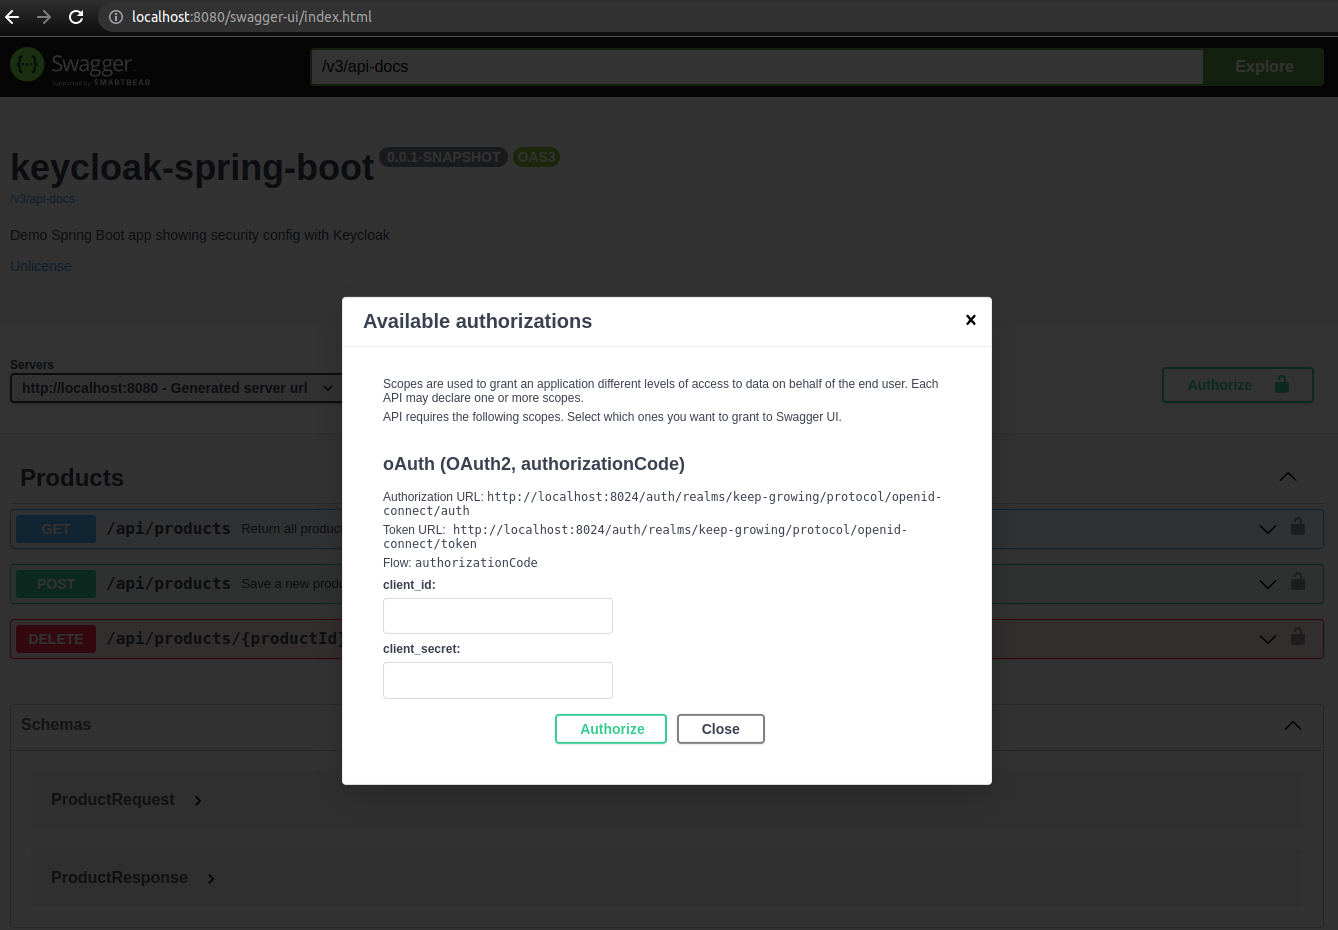 localhost:8080/swagger-ui/index.html
Swagger.
Supported by SMARTBEAR
/v3/api-docs
Explore
keycloak-spring-boot 0.0.1-SNAPSHOT OAS3
/v3/api-docs
Demo Spring Boot app showing security config with Keycloak
Unlicense
Servers
http://localhost:8080 - Generated server url
Authorize
Products
GET /api/products Return all produc
POST /api/products Save a new produ
DELETE /api/products/{productId}
Schemas
ProductRequest
ProductResponse
Available authorizations
Scopes are used to grant an application different levels of access to data on behalf of the end user. Each
API may declare one or more scopes.
API requires the following scopes. Select which ones you want to grant to Swagger UI.
oAuth (OAuth2, authorizationCode)
Authorization URL: http://localhost:8024/auth/realms/keep-growing/protocol/openid-
connect/auth
Token URL: http://localhost:8024/auth/realms/keep-growing/protocol/openid-
connect/token
Flow: authorizationCode
client_id:
client_secret:
Authorize
Close